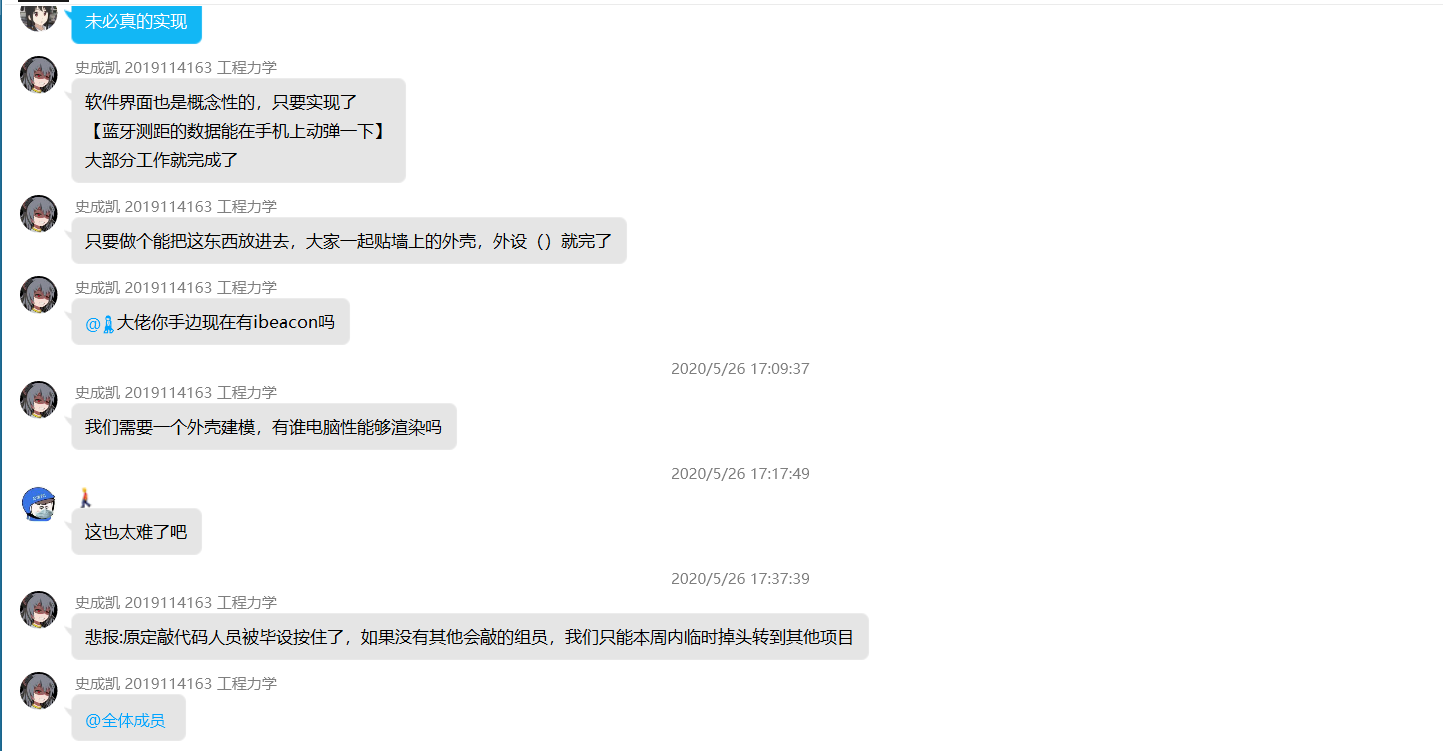 未必真的实现
史成凯 2019114163 工程力学
软件界面也是概念性的，只要实现了
【蓝牙测距的数据能在手机上动弹一下】
大部分工作就完成了
史成凯 2019114163 工程力学
只要做个能把这东西放进去，大家一起贴墙上的外壳，外设（）就完了
史成凯 2019114163 工程力学
@大佬你手边现在有ibeacon吗
2020/5/26 17:09:37
史成凯 2019114163 工程力学
我们需要一个外壳建模，有谁电脑性能够渲染吗
2020/5/26 17:17:49
这也太难了吧
2020/5/26 17:37:39
史成凯 2019114163 工程力学
悲报:原定敲代码人员被毕设按住了，如果没有其他会敲的组员，我们只能本周内临时掉头转到其他项目
史成凯 2019114163 工程力学
@全体成员